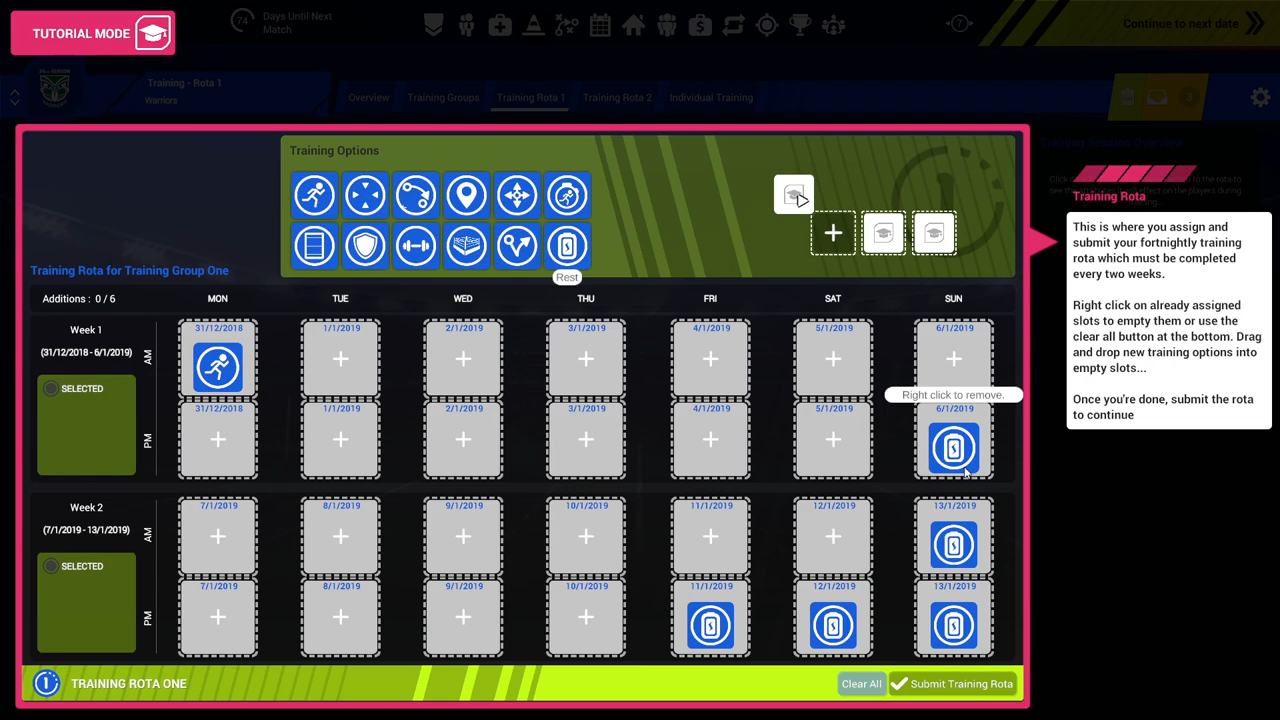 TUTORIAL MODE
74
Days Until Next
Match
7
Continue to next date
Training - Rota 1
Warriors
Overview
Training Groups
Training Rota 1
Training Rota 2
Individual Training
3
Training Options
Rest
Training Rota for Training Group One
Additions : 0 / 6
MON
TUE
WED
THU
FRI
SAT
SUN
Week 1
(31/12/2018 - 6/1/2019)
SELECTED
AM
31/12/2018
1/1/2019
2/1/2019
3/1/2019
4/1/2019
5/1/2019
6/1/2019
Right click to remove.
PM
31/12/2018
1/1/2019
2/1/2019
3/1/2019
4/1/2019
5/1/2019
6/1/2019
Week 2
(7/1/2019 - 13/1/2019)
SELECTED
AM
7/1/2019
8/1/2019
9/1/2019
10/1/2019
11/1/2019
12/1/2019
13/1/2019
PM
7/1/2019
8/1/2019
9/1/2019
10/1/2019
11/1/2019
12/1/2019
13/1/2019
1
TRAINING ROTA ONE
Clear All
Submit Training Rota
Training Session Overview
Training Rota
This is where you assign and
submit your fortnightly training
rota which must be completed
every two weeks.
Right click on already assigned
slots to empty them or use the
clear all button at the bottom. Drag
and drop new training options into
empty slots...
Once you're done, submit the rota
to continue